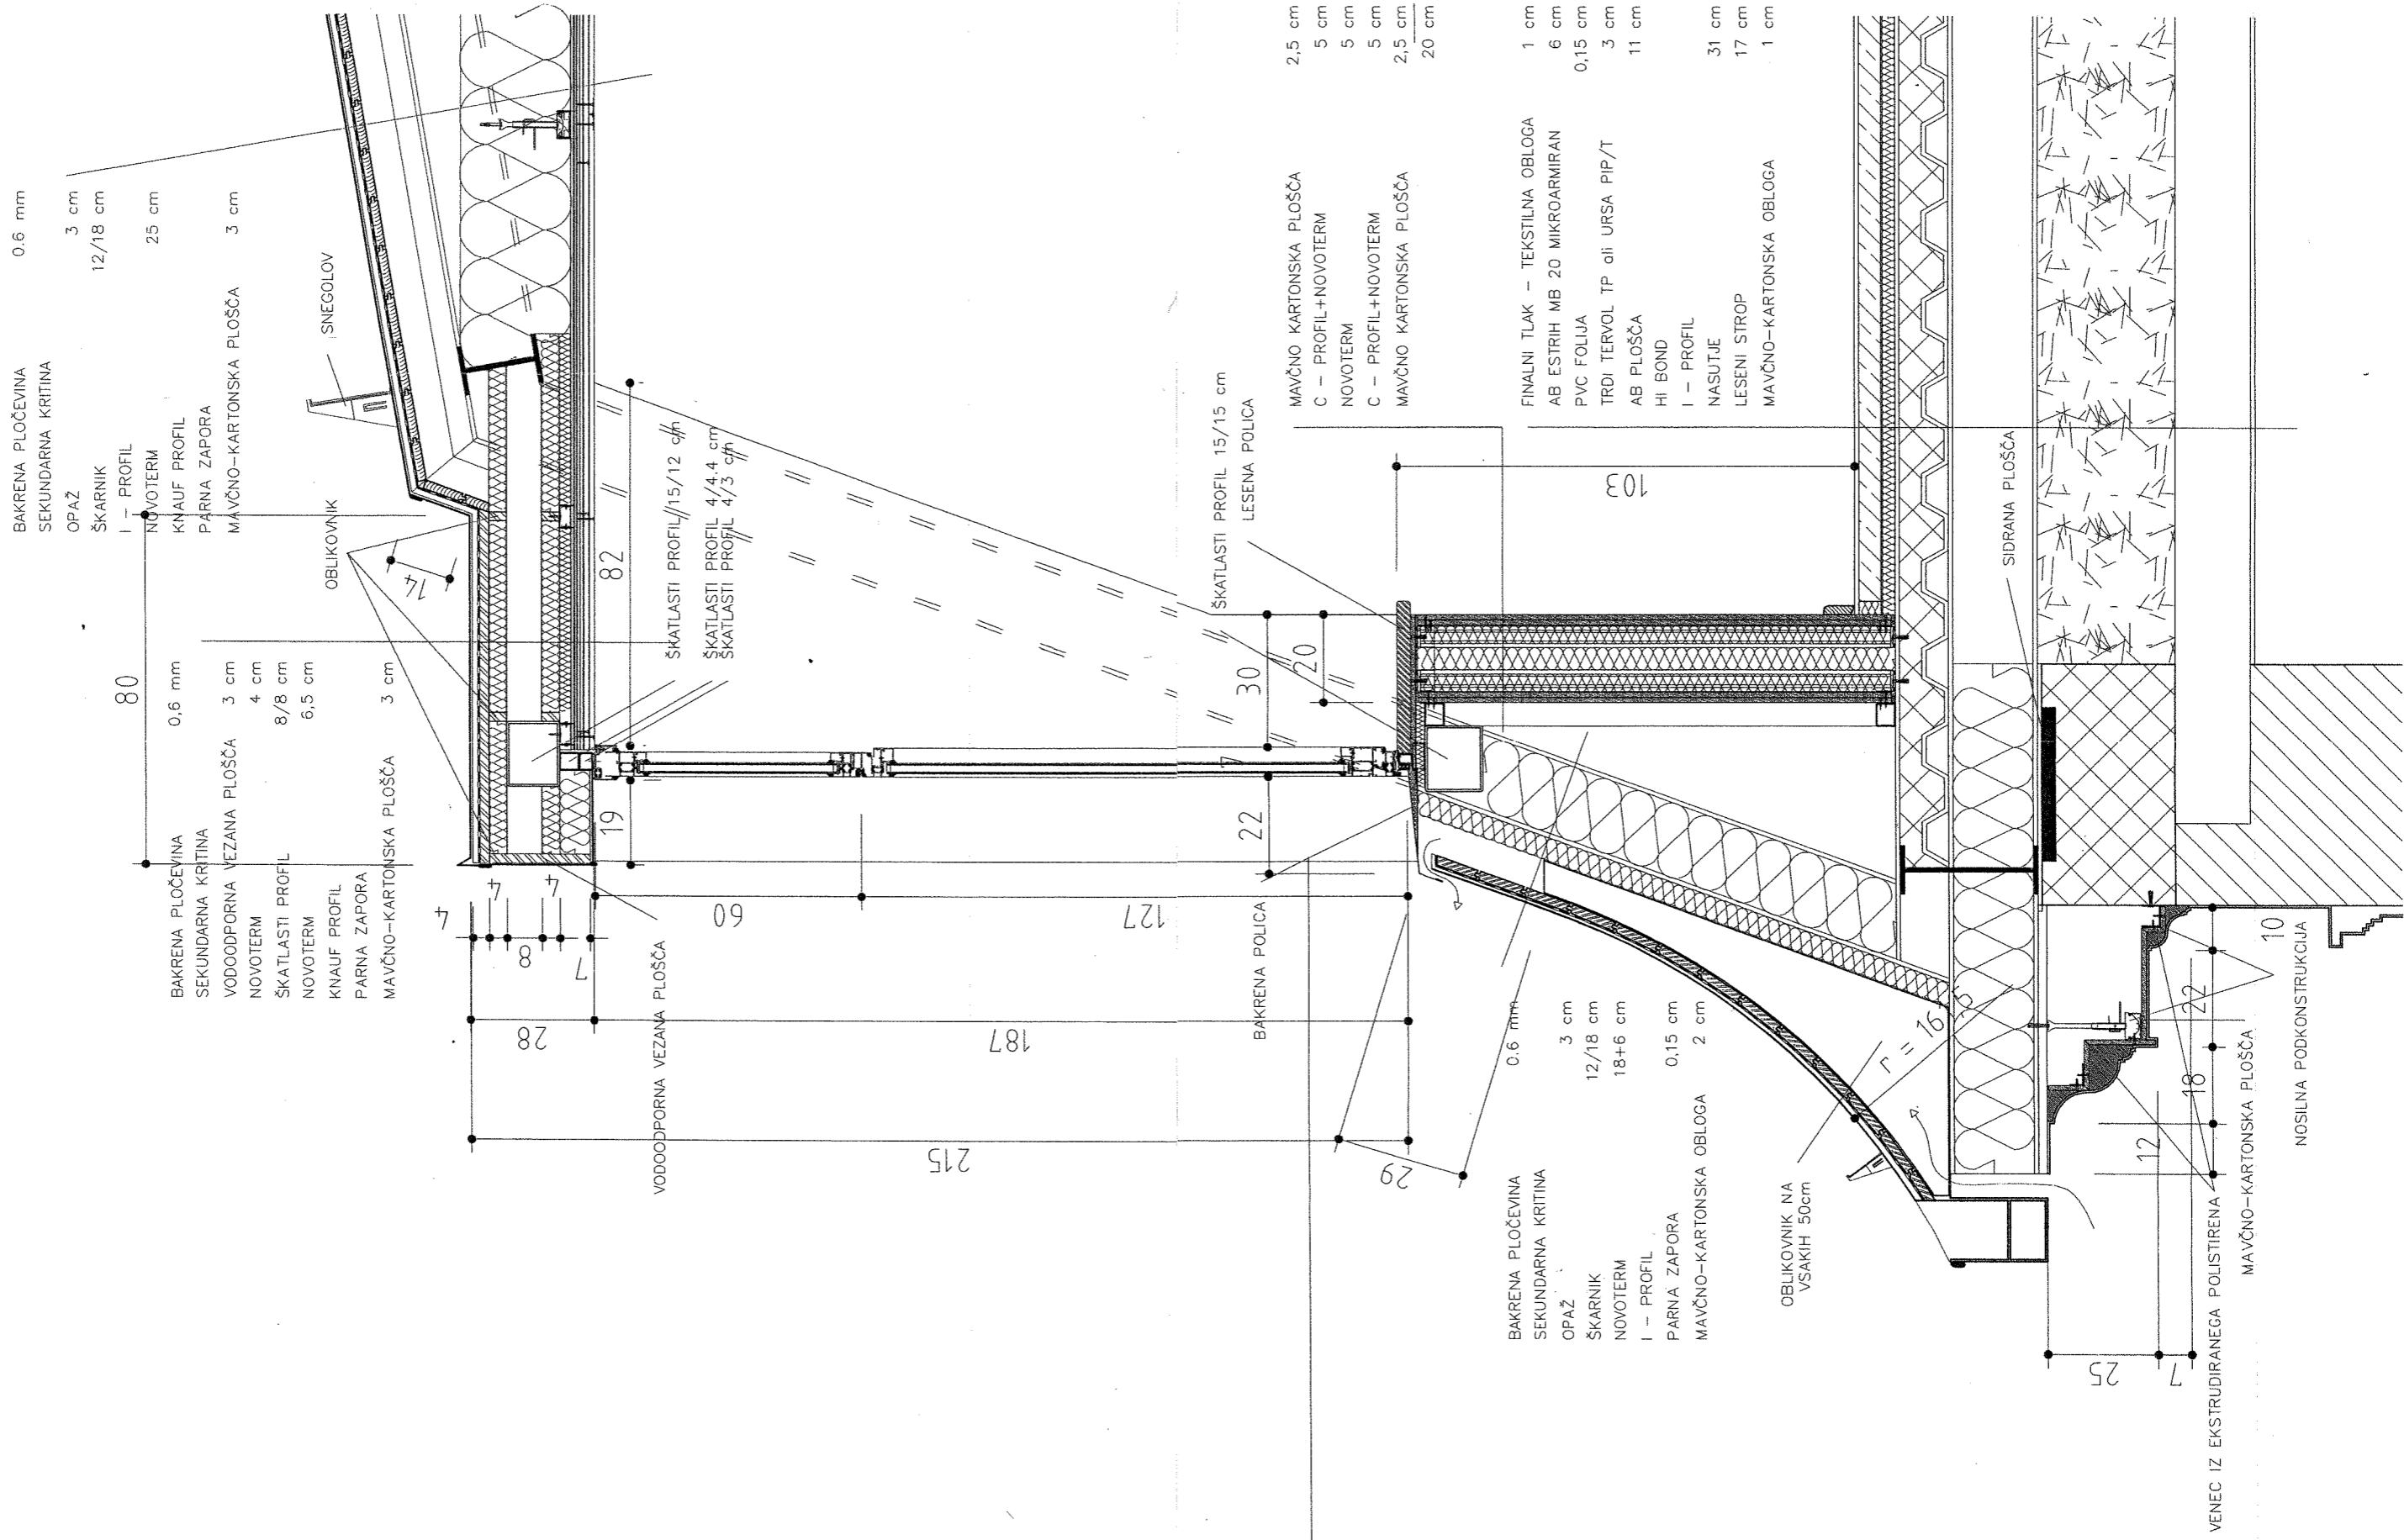 BAKRENA PLOČEVINA 0.6 mm
SEKUNDARNA KRITINA
OPAŽ 3 cm
ŠKARNIK 12/18 cm
I – PROFIL
NOVOTERM 25 cm
KNAUF PROFIL
PARNA ZAPORA
MAVČNO–KARTONSKA PLOŠČA 3 cm
SNEGOLOV
OBLIKOVNIK
80
14
82
BAKRENA PLOČEVINA 0,6 mm
SEKUNDARNA KRITINA
VODOODPORNA VEZANA PLOŠČA 3 cm
NOVOTERM 4 cm
ŠKATLASTI PROFIL 8/8 cm
NOVOTERM 6,5 cm
KNAUF PROFIL
PARNA ZAPORA
MAVČNO–KARTONSKA PLOŠČA 3 cm
ŠKATLASTI PROFIL 15/12 cm
ŠKATLASTI PROFIL 4/4.4 cm
ŠKATLASTI PROFIL 4/3 cm
4
4
8
4
7
19
60
127
28
187
215
VODOODPORNA VEZANA PLOŠČA
30
20
22
29
BAKRENA POLICA
ŠKATLASTI PROFIL 15/15 cm
LESENA POLICA
MAVČNO KARTONSKA PLOŠČA 2,5 cm
C – PROFIL+NOVOTERM 5 cm
NOVOTERM 5 cm
C – PROFIL+NOVOTERM 5 cm
MAVČNO KARTONSKA PLOŠČA 2,5 cm
20 cm
103
FINALNI TLAK – TEKSTILNA OBLOGA 1 cm
AB ESTRIH MB 20 MIKROARMIRAN 6 cm
PVC FOLIJA 0,15 cm
TRDI TERVOL TP ali URSA PIP/T 3 cm
AB PLOŠČA 11 cm
HI BOND
I – PROFIL
NASUTJE 31 cm
LESENI STROP 17 cm
MAVČNO–KARTONSKA OBLOGA 1 cm
SIDRANA PLOŠČA
BAKRENA PLOČEVINA 0.6 mm
SEKUNDARNA KRITINA
OPAŽ 3 cm
ŠKARNIK 12/18 cm
NOVOTERM 18+6 cm
I – PROFIL
PARNA ZAPORA 0,15 cm
MAVČNO–KARTONSKA OBLOGA 2 cm
OBLIKOVNIK NA
VSAKIH 50cm
10
22
18
12
25
7
VENEC IZ EKSTRUDIRANEGA POLISTIRENA
MAVČNO–KARTONSKA PLOŠČA
NOSILNA PODKONSTRUKCIJA